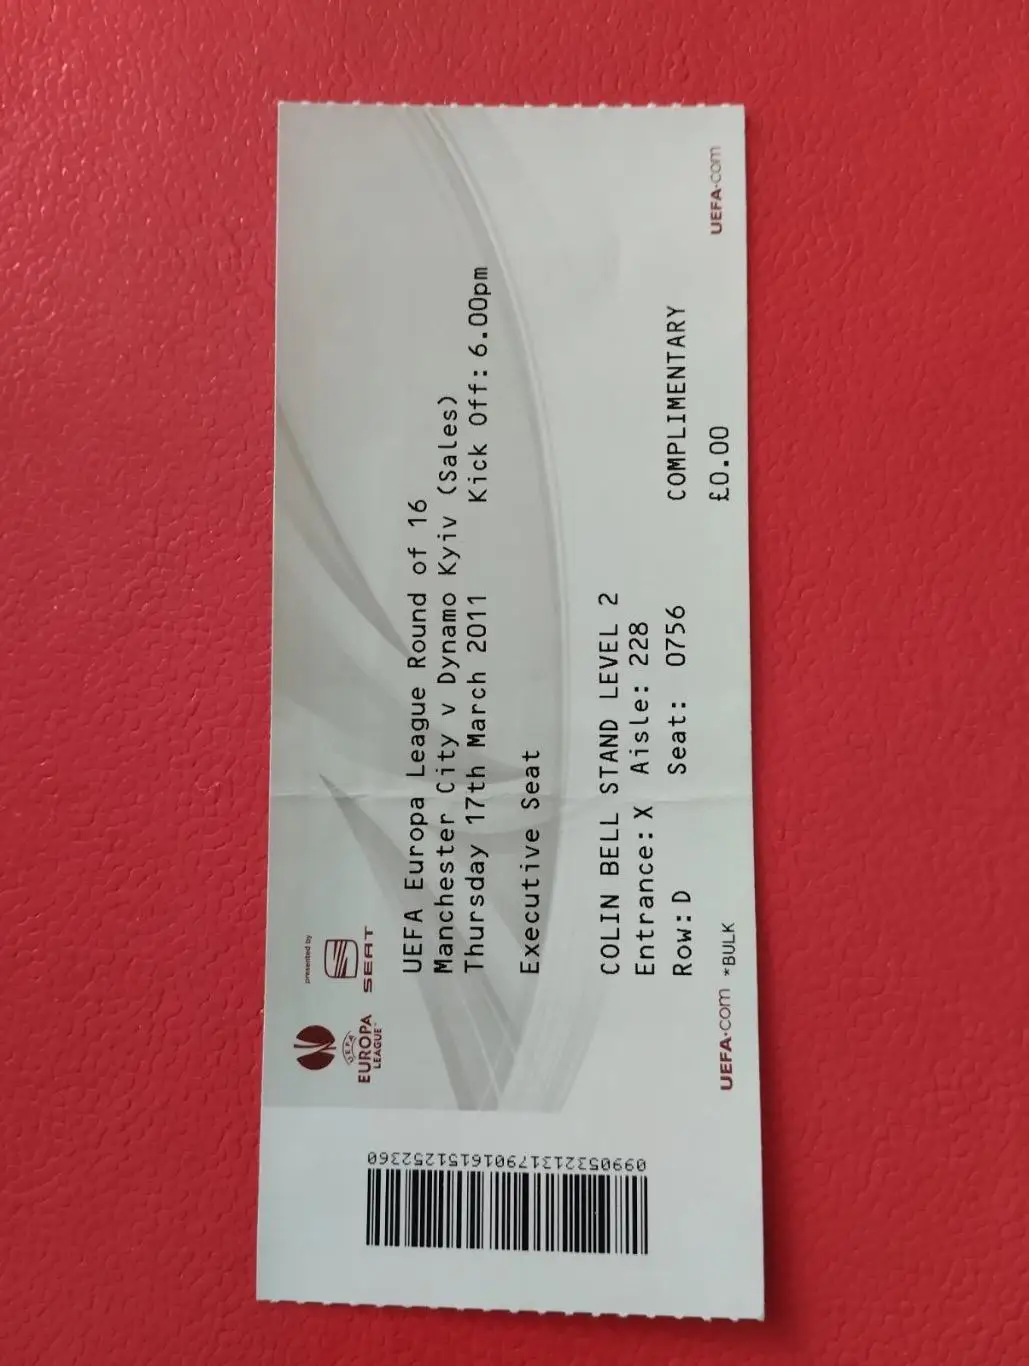 presented by
SEAT
UEFA
EUROPA
LEAGUE™
UEFA Europa League Round of 16
Manchester City v Dynamo Kyiv (Sales)
Thursday 17th March 2011 Kick Off: 6.00pm
Executive Seat
COLIN BELL STAND LEVEL 2
Entrance: X Aisle: 228
Row: D Seat: 0756 COMPLIMENTARY
£0.00
UEFA.com *BULK
UEFA.com
099053213179016151252360